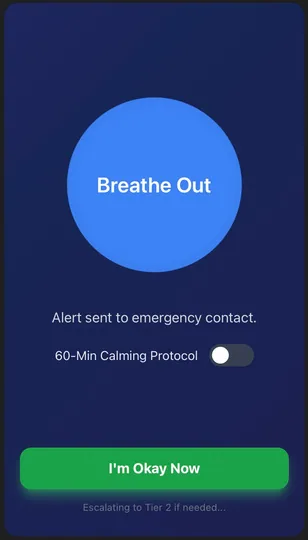 Breathe Out
Alert sent to emergency contact.
60-Min Calming Protocol
I'm Okay Now
Escalating to Tier 2 if needed...